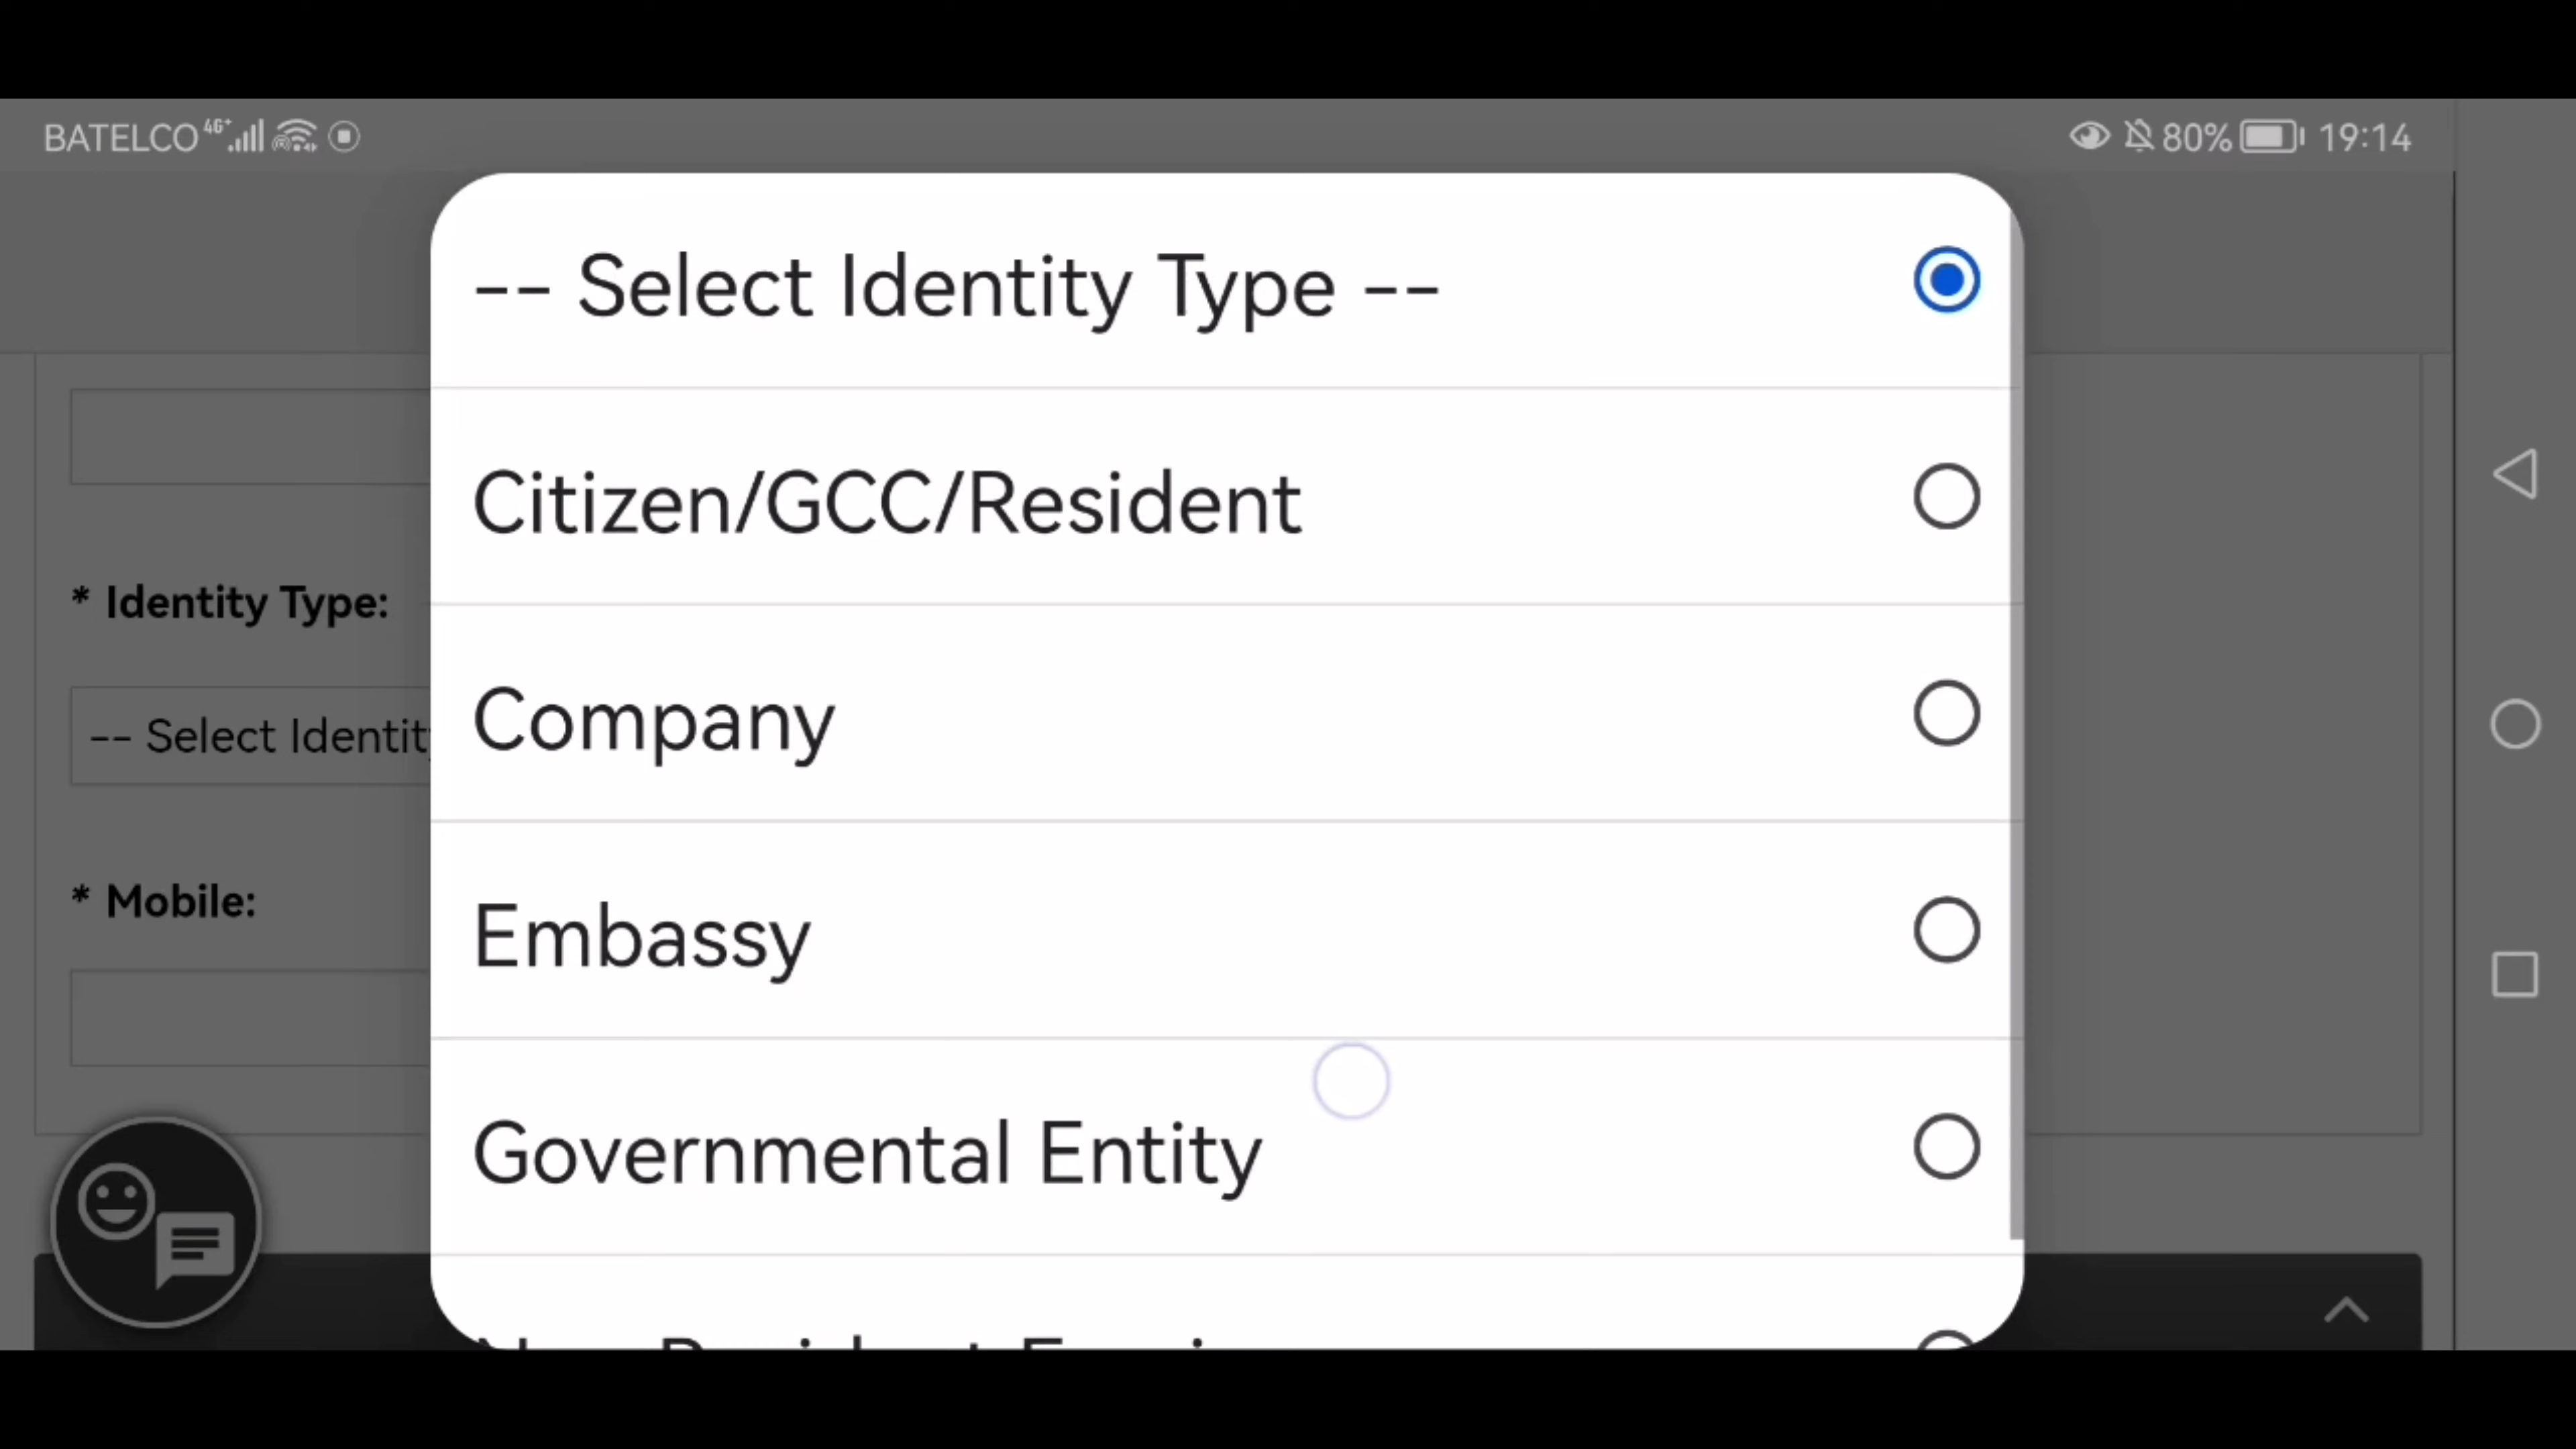 BATELCO 4G+ 80% 19:14
-- Select Identity Type --
Citizen/GCC/Resident
* Identity Type:
Company
-- Select Identit
* Mobile:
Embassy
Governmental Entity